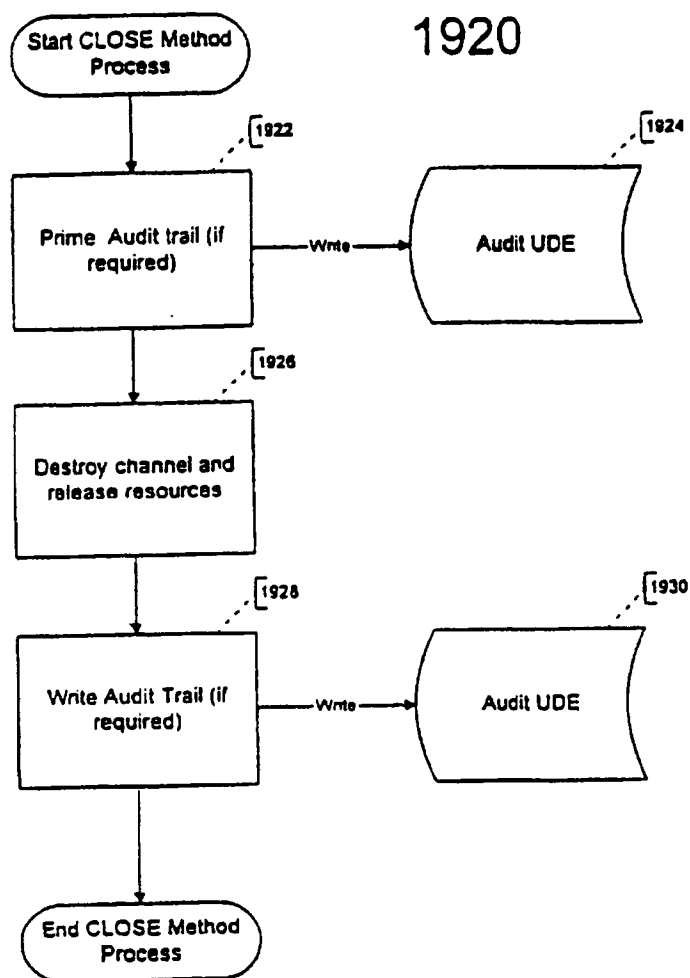 Start CLOSE Method
Process
1920
1922
1924
Prime Audit trail (if
required)
Write
Audit UDE
1926
Destroy channel and
release resources
1928
1930
Write Audit Trail (if
required)
Write
Audit UDE
End CLOSE Method
Process